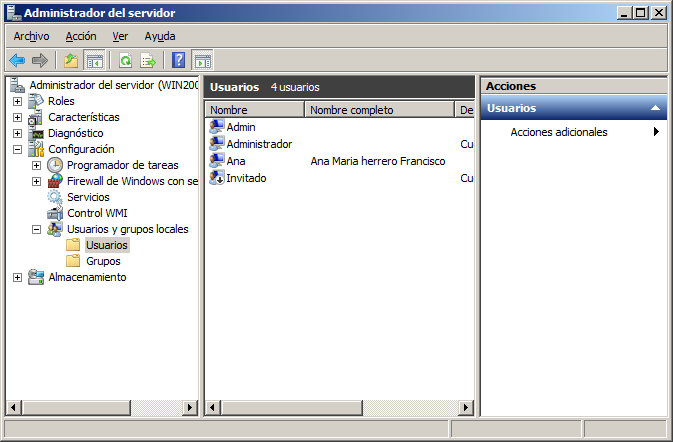 Administrador del servidor
Archivo Acción Ver Ayuda
Administrador del servidor (WIN200
Roles
Características
Diagnóstico
Configuración
Programador de tareas
Firewall de Windows con se
Servicios
Control WMI
Usuarios y grupos locales
Usuarios
Grupos
Almacenamiento
Usuarios 4 usuarios
Nombre Nombre completo De
Admin
Administrador Cu
Ana Ana Maria herrero Francisco
Invitado Cu
Acciones
Usuarios
Acciones adicionales